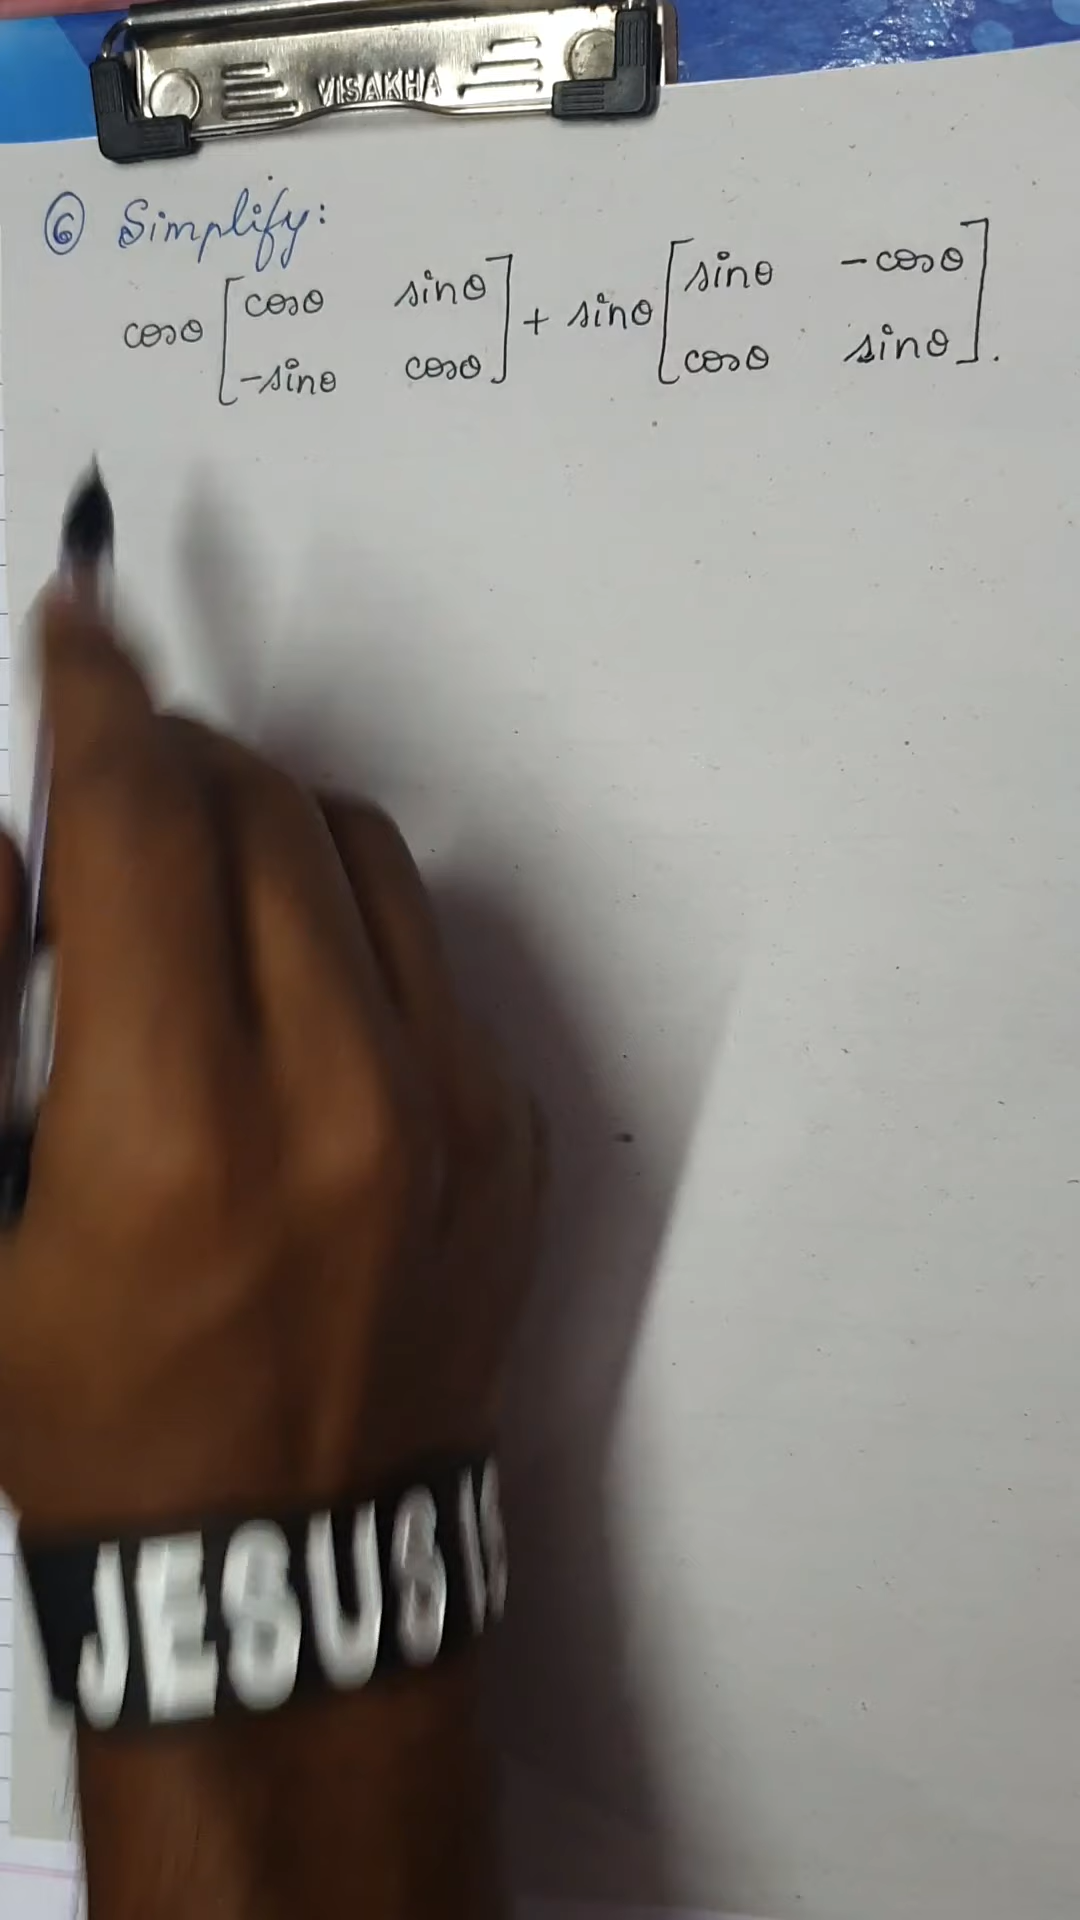 VISAKHA
⑥ Simplify:
cosθ [cosθ sinθ
-sinθ cosθ] + sinθ [sinθ -cosθ
cosθ sinθ].
JESUS